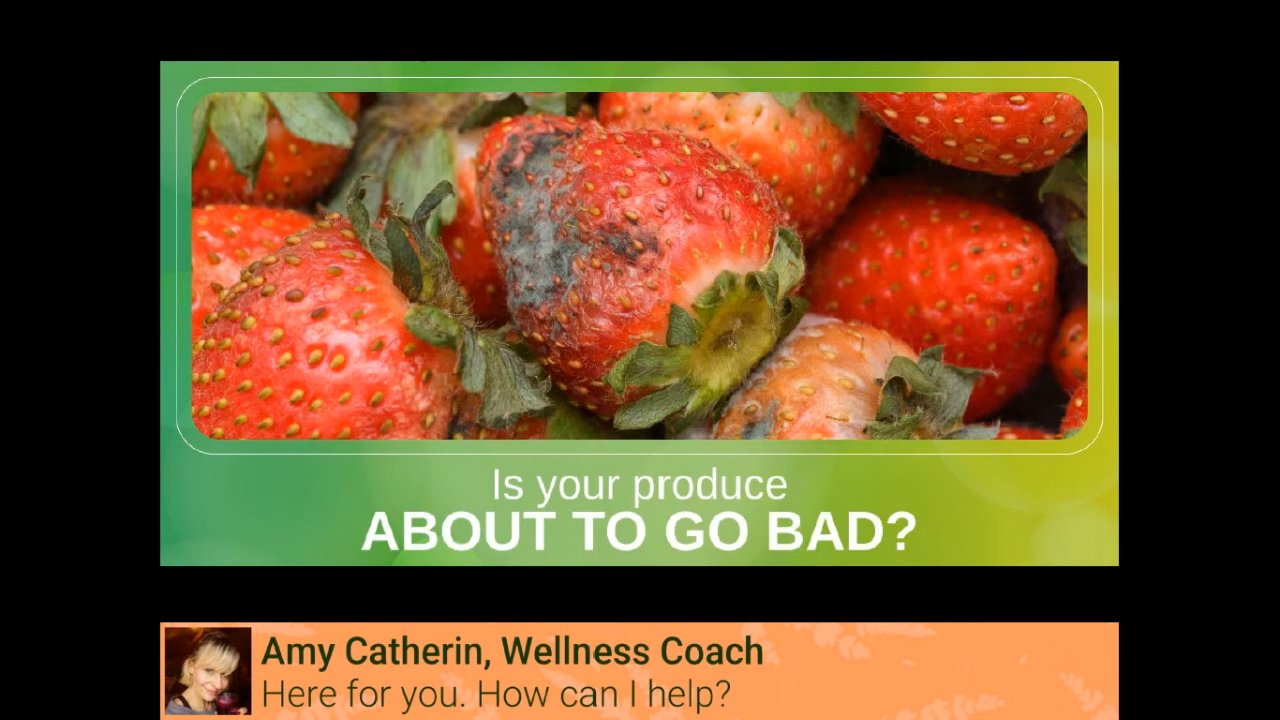 Is your produce
ABOUT TO GO BAD?
Amy Catherin, Wellness Coach
Here for you. How can I help?